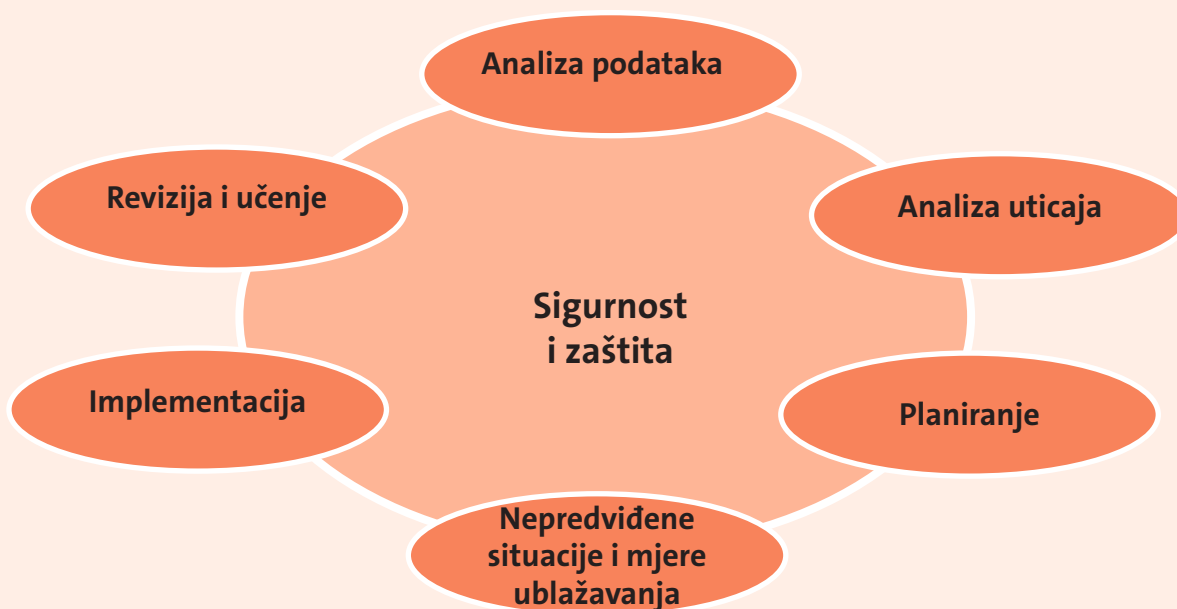 Analiza podataka
Revizija i učenje
Analiza uticaja
Sigurnost
i zaštita
Implementacija
Planiranje
Nepredviđene
situacije i mjere
ublažavanja